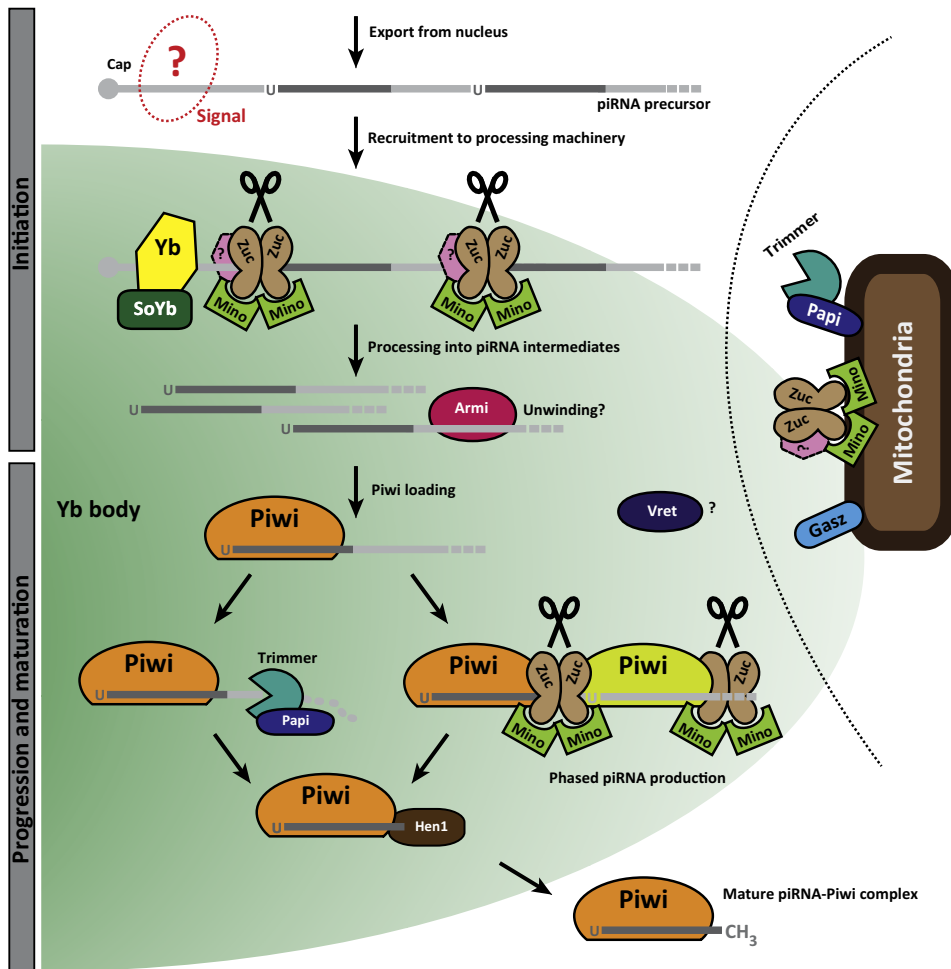 Initiation
Export from nucleus
Cap
?
U
U
Signal
piRNA precursor
Recruitment to processing machinery
Yb
SoYb
?
Zuc
Zuc
Mino
Mino
?
Zuc
Zuc
Mino
Mino
Trimmer
Papi
Zuc
Zuc
?
Mino
Mino
Mitochondria
Gasz
Processing into piRNA intermediates
U
U
U
Armi
Unwinding?
Progression and maturation
Piwi loading
Yb body
Piwi
U
Vret
?
Piwi
U
Trimmer
Papi
Piwi
U
Zuc
Zuc
Mino
Mino
Piwi
U
Zuc
Mino
Mino
Phased piRNA production
Piwi
U
Hen1
Piwi
U
CH3
Mature piRNA-Piwi complex